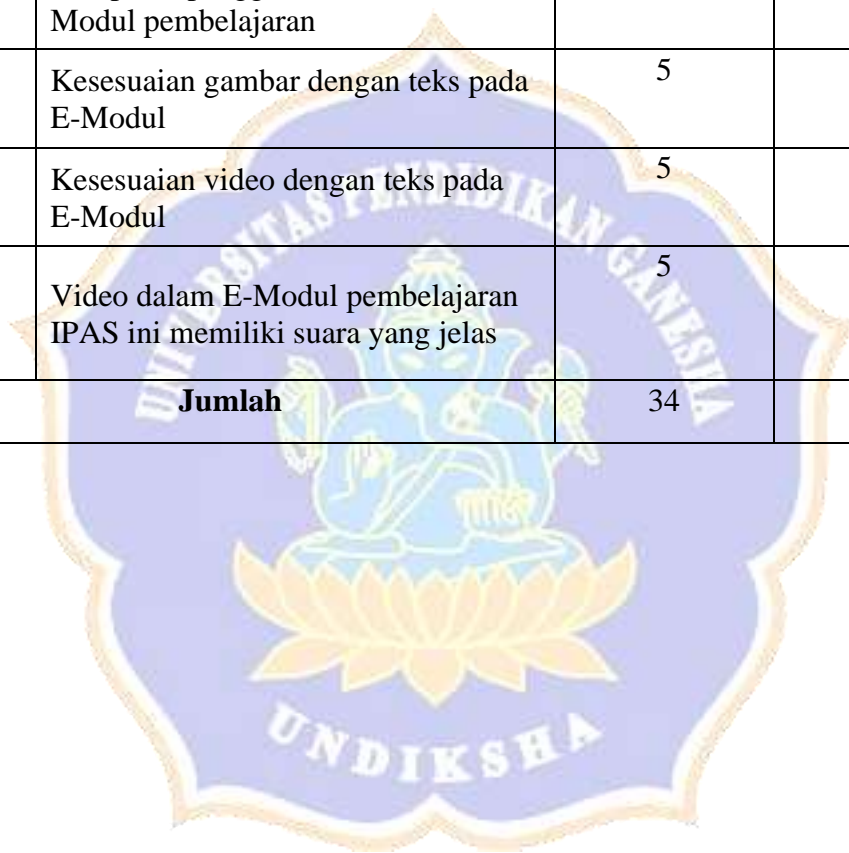 Modul pembelajaran
Kesesuaian gambar dengan teks pada
E-Modul
5
Kesesuaian video dengan teks pada
E-Modul
5
Video dalam E-Modul pembelajaran
IPAS ini memiliki suara yang jelas
5
Jumlah
34
UNIVERSITAS PENDIDIKAN GANESHA
UNDIKSHA